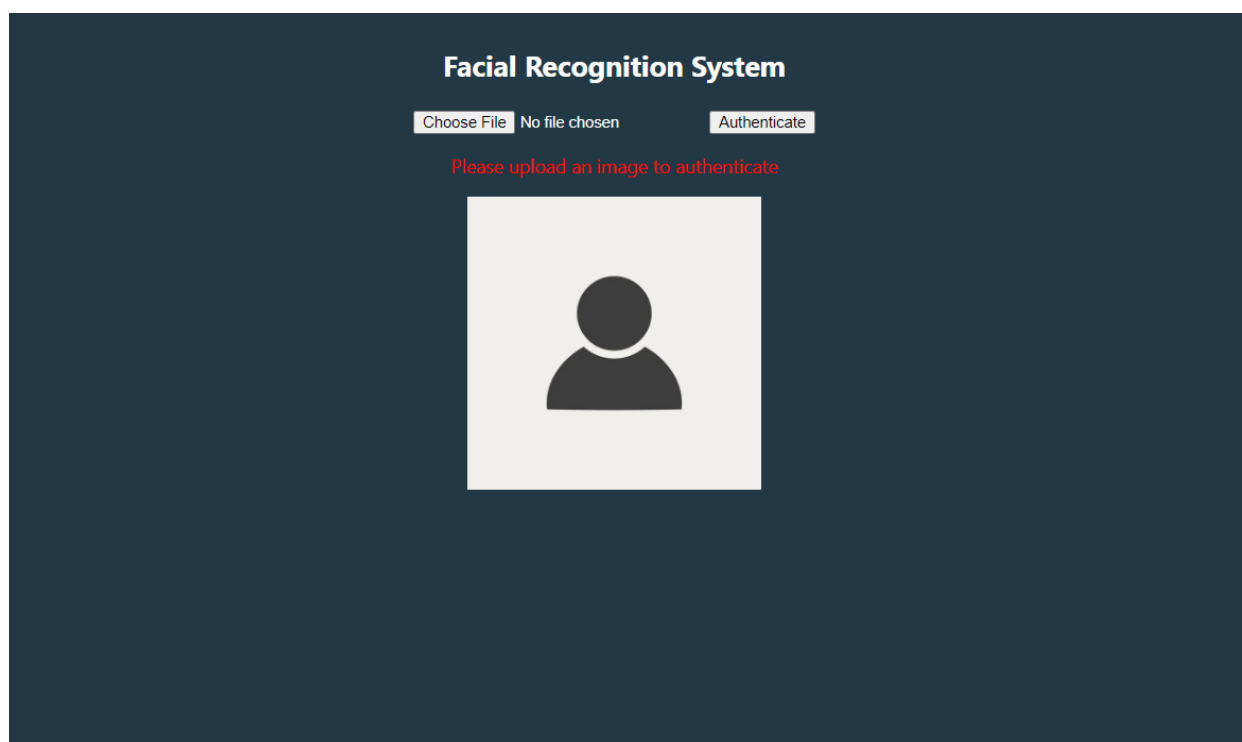 Facial Recognition System
Choose File No file chosen Authenticate
Please upload an image to authenticate